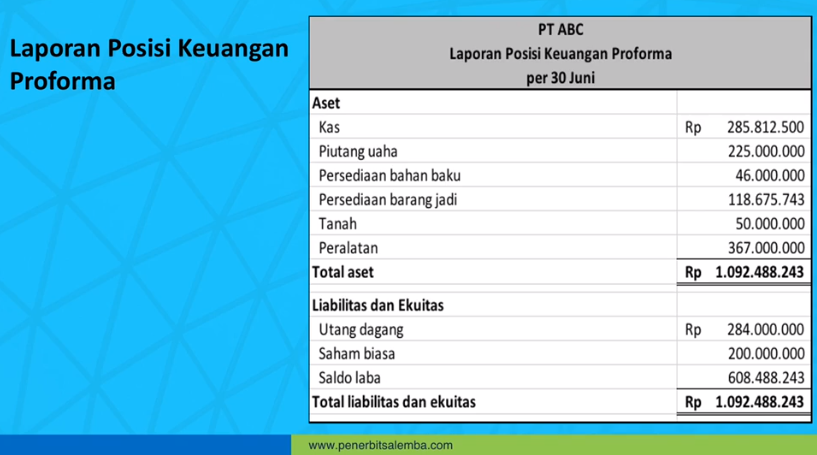 Laporan Posisi Keuangan
Proforma
PT ABC
Laporan Posisi Keuangan Proforma
per 30 Juni
Aset
Kas Rp 285.812.500
Piutang uaha 225.000.000
Persediaan bahan baku 46.000.000
Persediaan barang jadi 118.675.743
Tanah 50.000.000
Peralatan 367.000.000
Total aset Rp 1.092.488.243
Liabilitas dan Ekuitas
Utang dagang Rp 284.000.000
Saham biasa 200.000.000
Saldo laba 608.488.243
Total liabilitas dan ekuitas Rp 1.092.488.243
www.penerbitsalemba.com